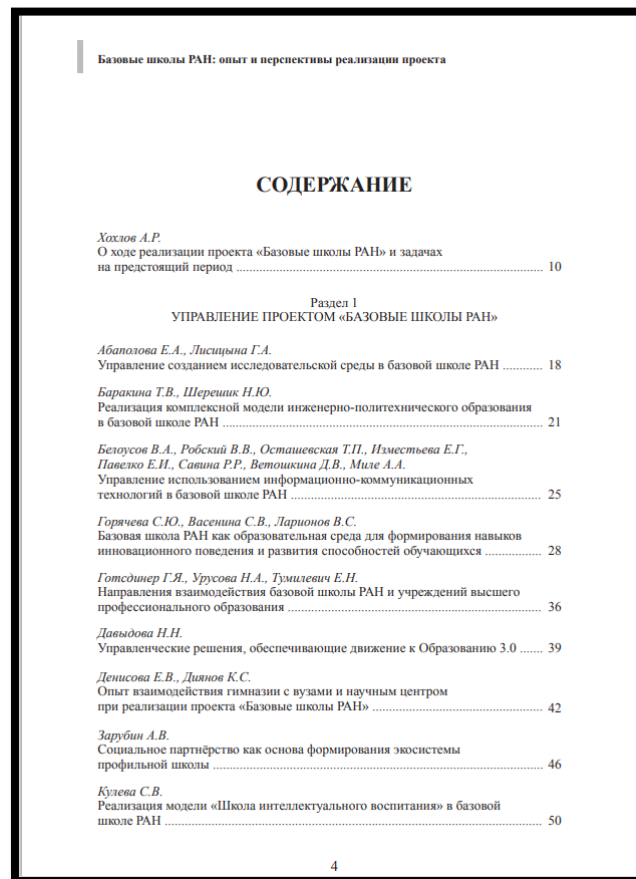 Базовые школы РАН: опыт и перспективы реализации проекта
СОДЕРЖАНИЕ
Хохлов А.Р.
О ходе реализации проекта «Базовые школы РАН» и задачах
на предстоящий период ........ 10
Раздел 1
УПРАВЛЕНИЕ ПРОЕКТОМ «БАЗОВЫЕ ШКОЛЫ РАН»
Абаполова Е.А., Лисицына Г.А.
Управление созданием исследовательской среды в базовой школе РАН ........ 18
Баракина Т.В., Шерешик Н.Ю.
Реализация комплексной модели инженерно-политехнического образования
в базовой школе РАН ........ 21
Белоусов В.А., Робский В.В., Осташевская Т.П., Изместьева Е.Г.,
Павелко Е.И., Савина Р.Р., Ветошкина Д.В., Миле А.А.
Управление использованием информационно-коммуникационных
технологий в базовой школе РАН ........ 25
Горячева С.Ю., Васенина С.В., Ларионов В.С.
Базовая школа РАН как образовательная среда для формирования навыков
инновационного поведения и развития способностей обучающихся ........ 28
Готсдинер Г.Я., Урусова Н.А., Тумилевич Е.Н.
Направления взаимодействия базовой школы РАН и учреждений высшего
профессионального образования ........ 36
Давыдова Н.Н.
Управленческие решения, обеспечивающие движение к Образованию 3.0 ....... 39
Денисова Е.В., Диянов К.С.
Опыт взаимодействия гимназии с вузами и научным центром
при реализации проекта «Базовые школы РАН» ........ 42
Зарубин А.В.
Социальное партнёрство как основа формирования экосистемы
профильной школы ........ 46
Кулева С.В.
Реализация модели «Школа интеллектуального воспитания» в базовой
школе РАН ........ 50
4